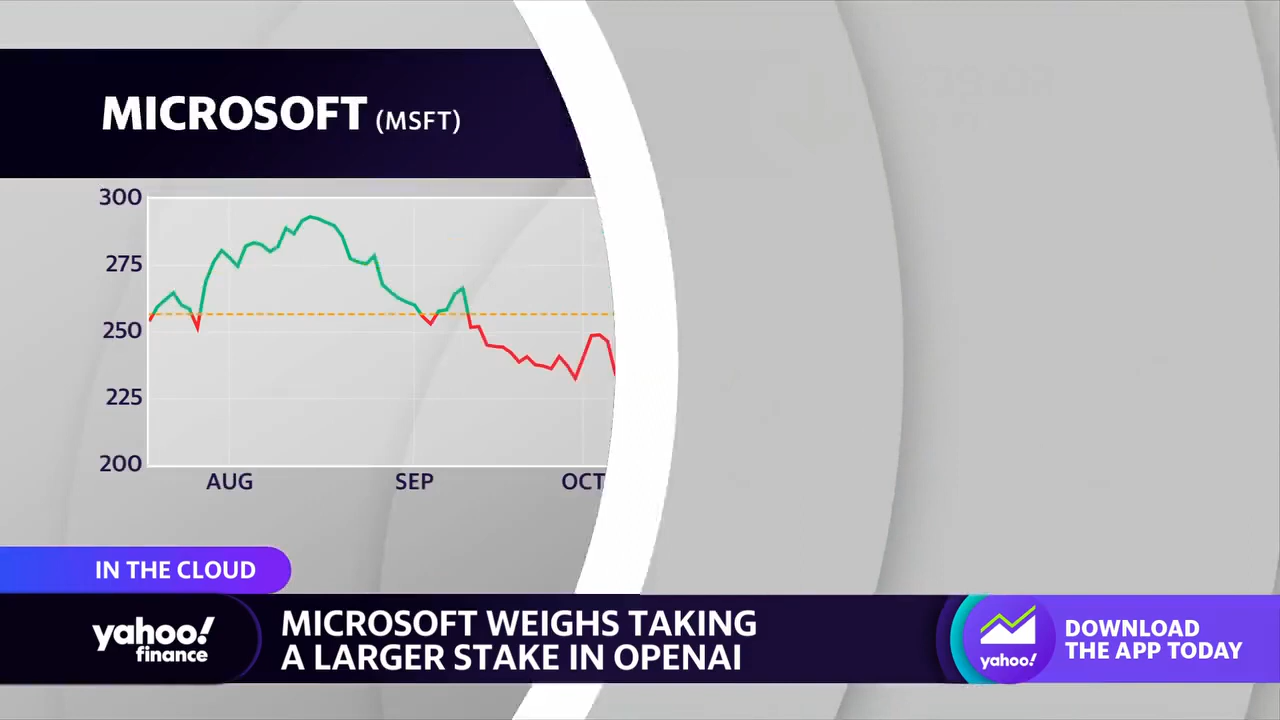 MICROSOFT (MSFT)
300
275
250
225
200
AUG
SEP
OCT
IN THE CLOUD
yahoo!
finance
MICROSOFT WEIGHS TAKING
A LARGER STAKE IN OPENAI
yahoo!
DOWNLOAD
THE APP TODAY